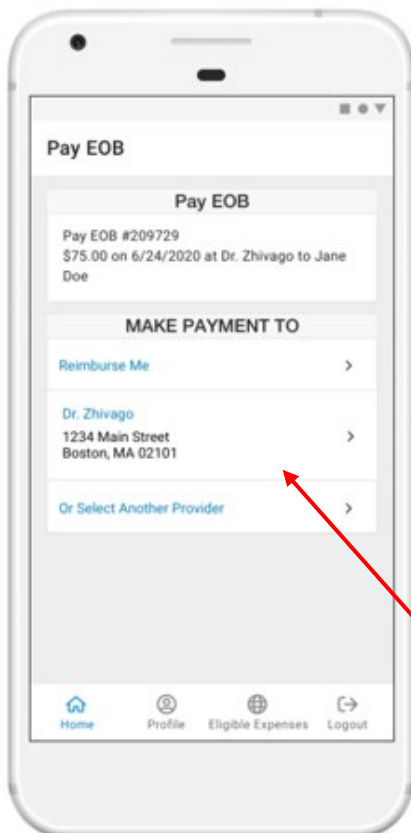 Pay EOB
Pay EOB
Pay EOB #209729
$75.00 on 6/24/2020 at Dr. Zhivago to Jane
Doe
MAKE PAYMENT TO
Reimburse Me
Dr. Zhivago
1234 Main Street
Boston, MA 02101
Or Select Another Provider
Home Profile Eligible Expenses Logout